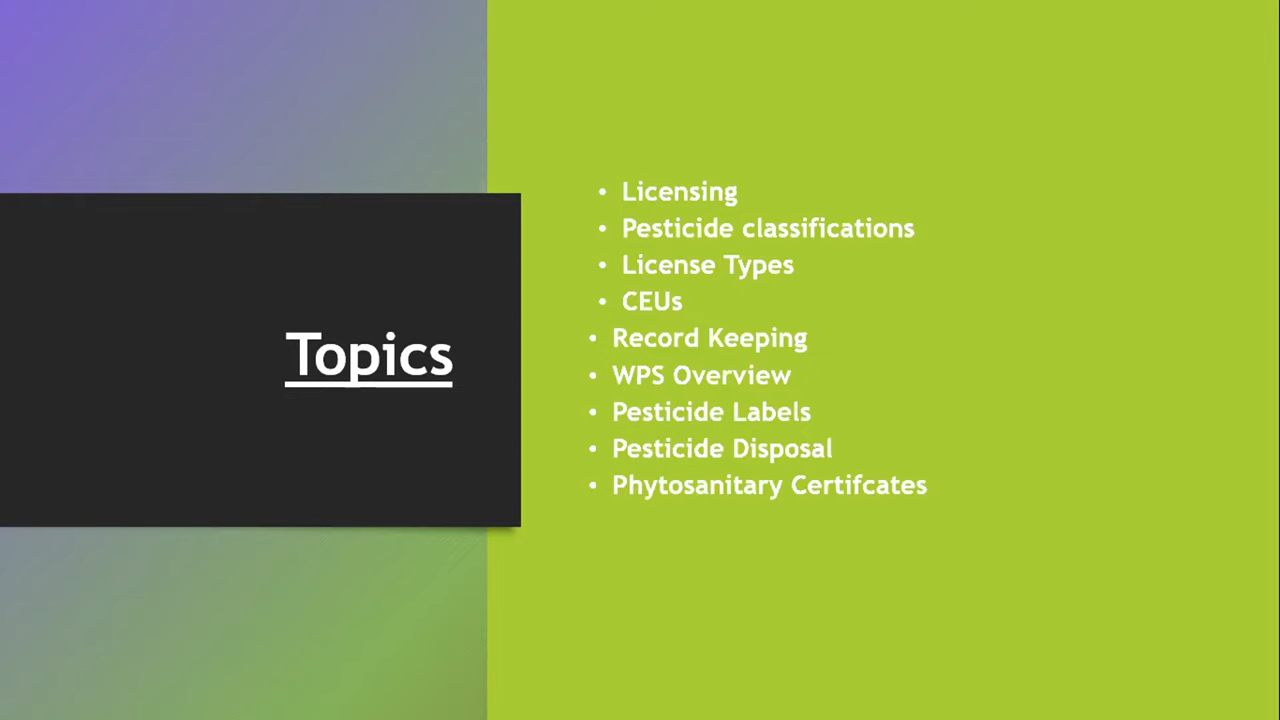 Topics
• Licensing
• Pesticide classifications
• License Types
• CEUs
• Record Keeping
• WPS Overview
• Pesticide Labels
• Pesticide Disposal
• Phytosanitary Certifcates